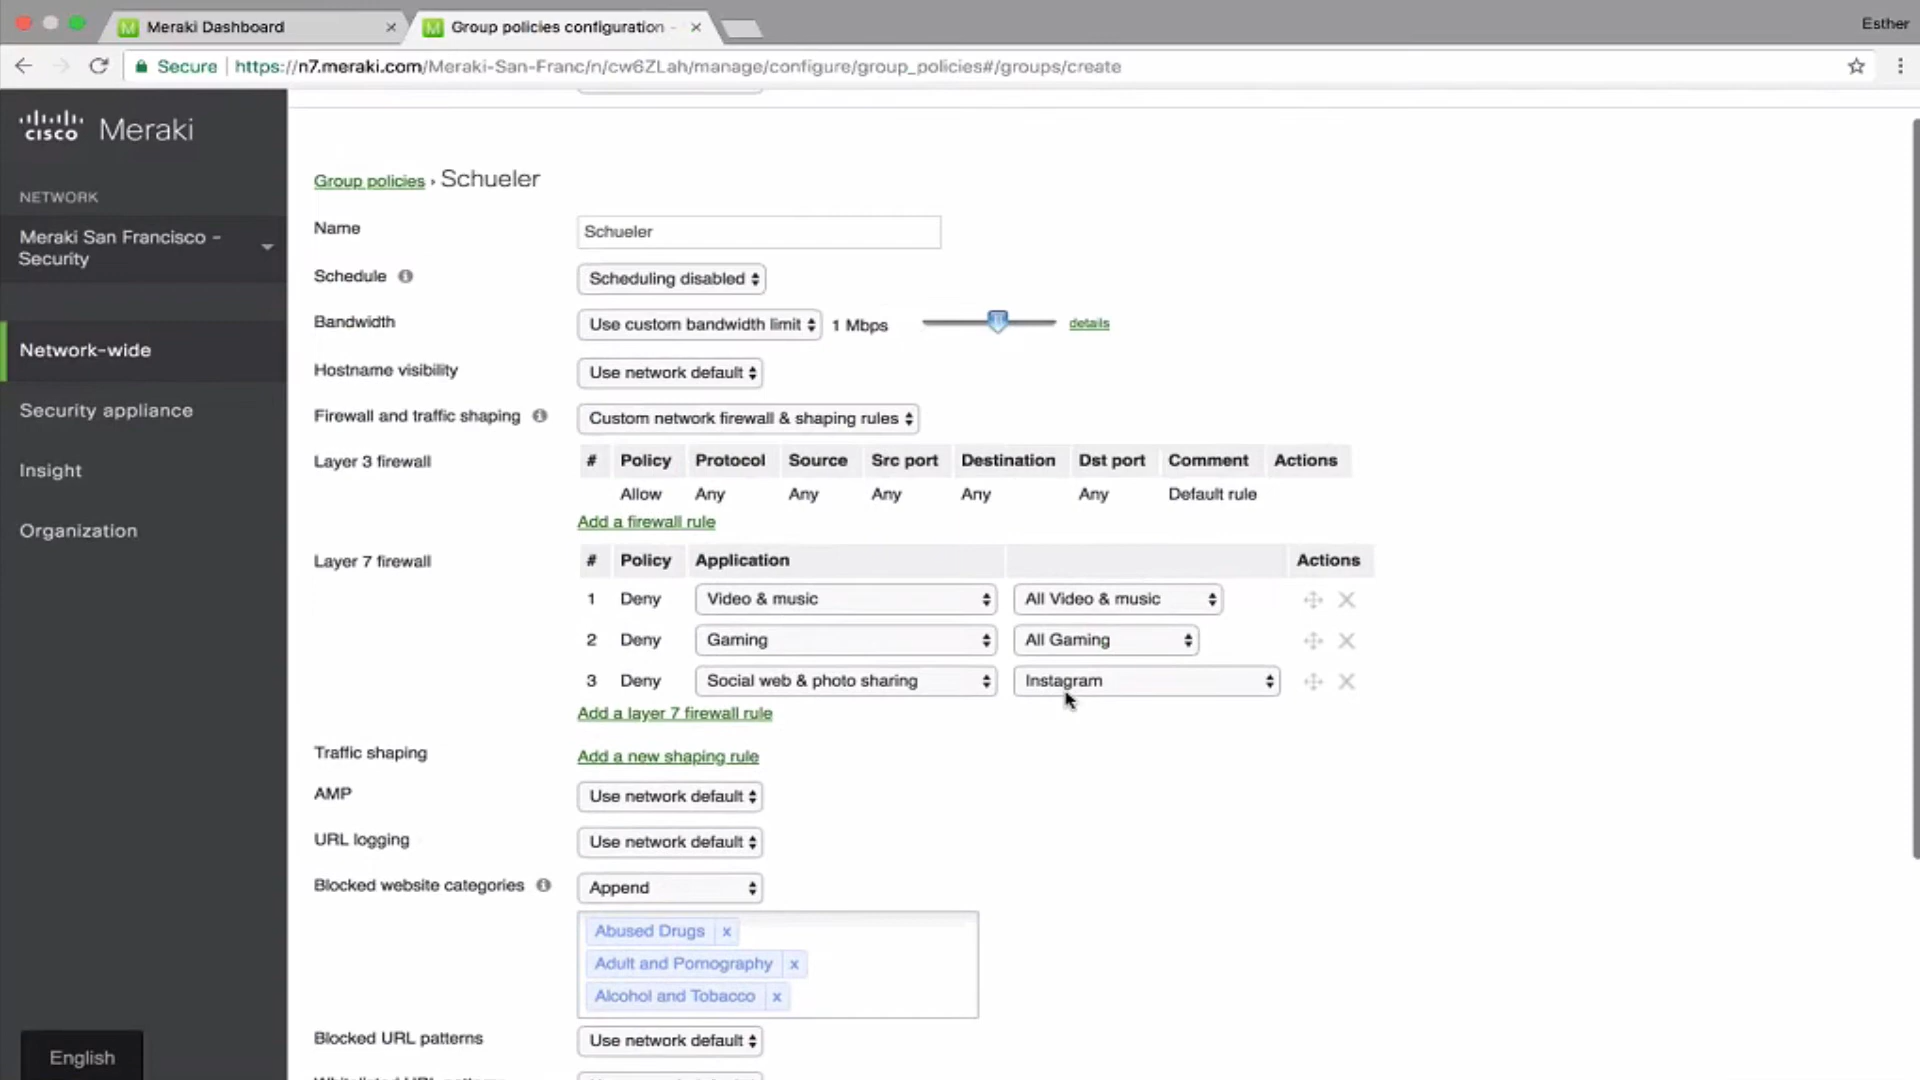 Meraki Dashboard
Group policies configuration -
Esther
Secure https://n7.meraki.com/Meraki-San-Franc/n/cw6ZLah/manage/configure/group_policies#/groups/create
cisco Meraki
NETWORK
Meraki San Francisco -
Security
Network-wide
Security appliance
Insight
Organization
English
Group policies › Schueler
Name Schueler
Schedule Scheduling disabled
Bandwidth Use custom bandwidth limit 1 Mbps details
Hostname visibility Use network default
Firewall and traffic shaping Custom network firewall & shaping rules
Layer 3 firewall # Policy Protocol Source Src port Destination Dst port Comment Actions
Allow Any Any Any Any Any Default rule
Add a firewall rule
Layer 7 firewall # Policy Application Actions
1 Deny Video & music All Video & music
2 Deny Gaming All Gaming
3 Deny Social web & photo sharing Instagram
Add a layer 7 firewall rule
Traffic shaping Add a new shaping rule
AMP Use network default
URL logging Use network default
Blocked website categories Append
Abused Drugs x
Adult and Pornography x
Alcohol and Tobacco x
Blocked URL patterns Use network default